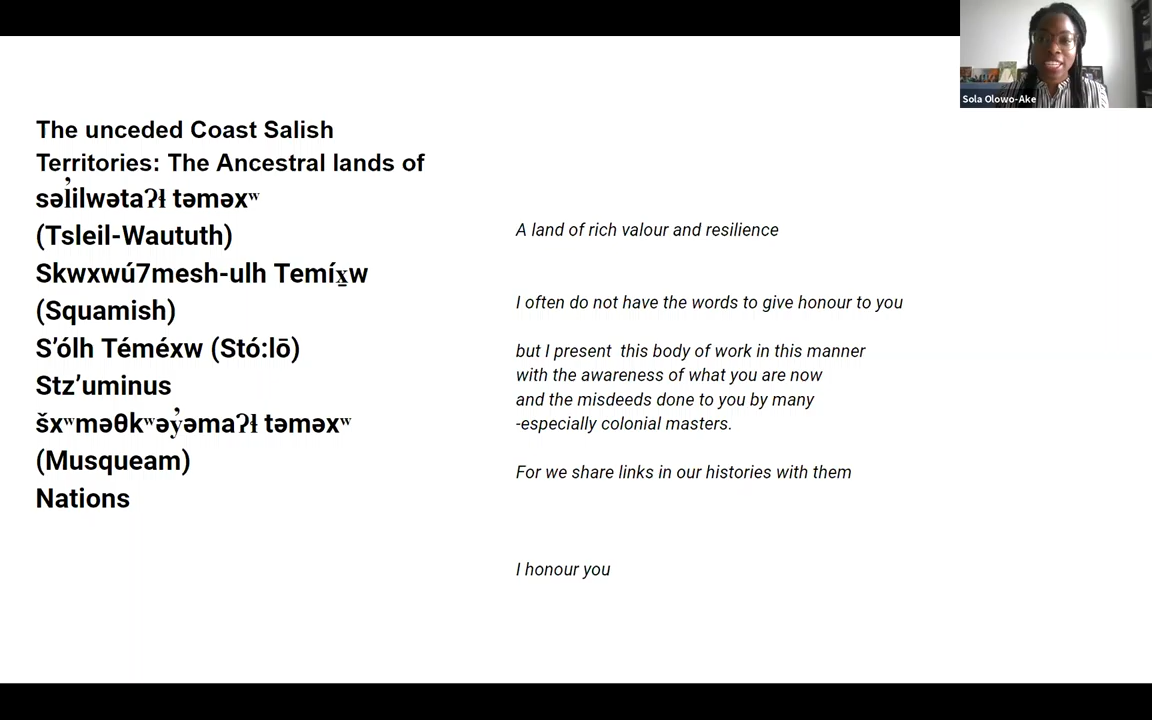 The unceded Coast Salish
Territories: The Ancestral lands of
səl̓ilwətaʔɬ təməxʷ
(Tsleil-Waututh)
Skwxwú7mesh-ulh Temíx̱w
(Squamish)
S’ólh Téméxw (Stó:lō)
Stz’uminus
šxʷməθkʷəy̓əmaʔɬ təməxʷ
(Musqueam)
Nations
A land of rich valour and resilience
I often do not have the words to give honour to you
but I present  this body of work in this manner
with the awareness of what you are now
and the misdeeds done to you by many
-especially colonial masters.
For we share links in our histories with them
I honour you
Sola Olowo-Ake